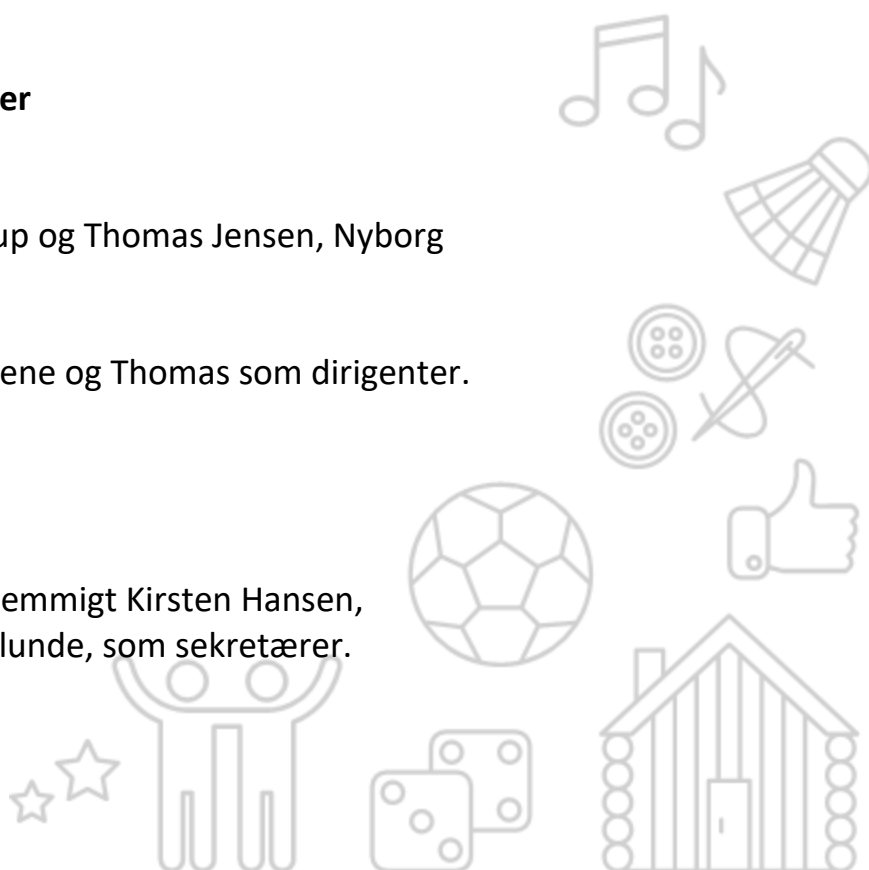 er
up og Thomas Jensen, Nyborg
ene og Thomas som dirigenter.
emmigt Kirsten Hansen,
lunde, som sekretærer.